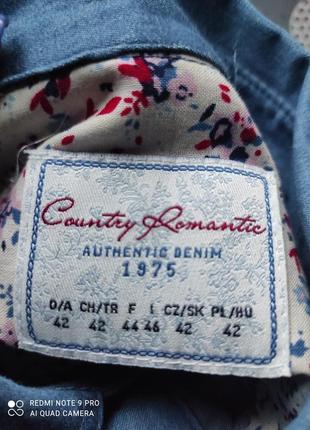 Country Romantic
AUTHENTIC DENIM
1975
D/A CH/TR F I CZ/SK PL/HU
42 42 44 46 42 42
REDMI NOTE 9 PRO
AI QUAD CAMERA